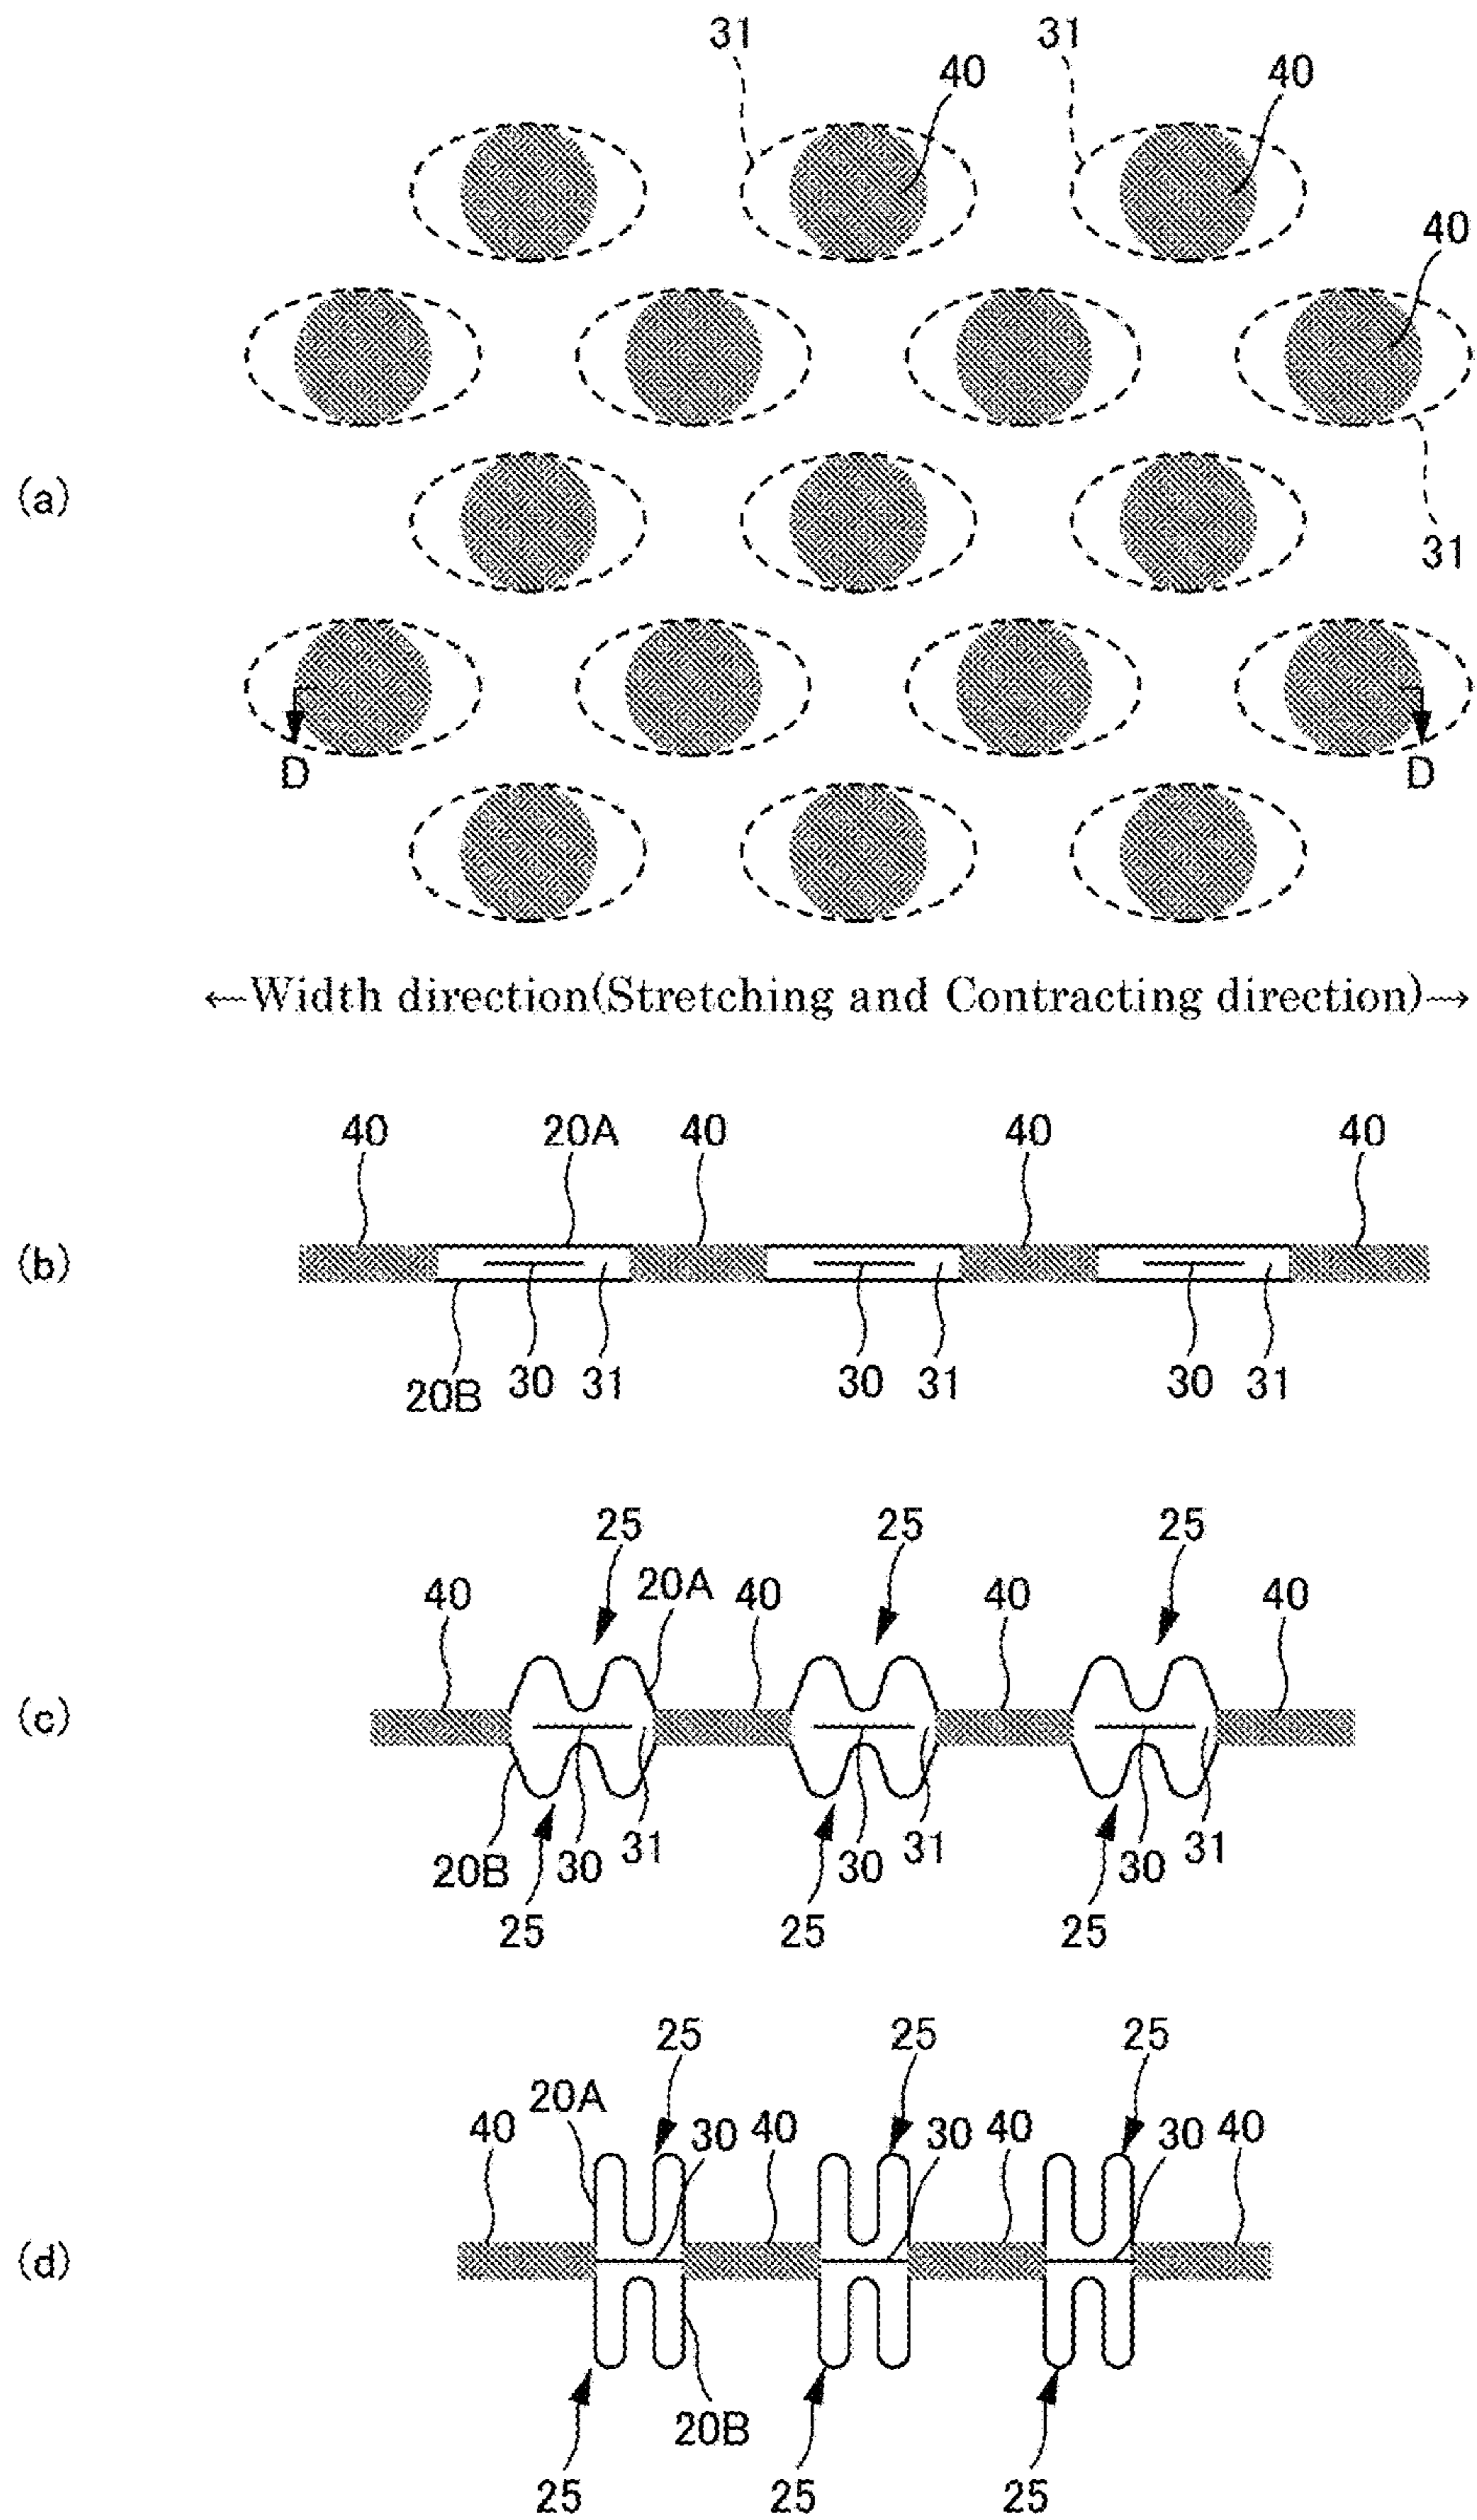 31 31
40 40
40
(a)
31
D D
←Width direction(Stretching and Contracting direction)→
40 20A 40 40 40
(b)
20B 30 31 30 31 30 31
25 25 25
40 20A 40 40 40
(c)
20B 30 31 30 31 30 31
25 25 25
25 25 25
20A
40 30 40 30 40 30 40
(d)
20B
25 25 25